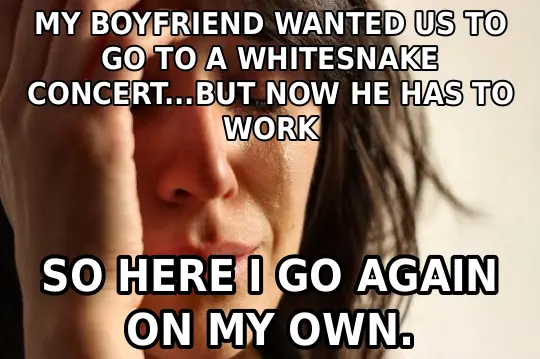 MY BOYFRIEND WANTED US TO
GO TO A WHITESNAKE
CONCERT...BUT NOW HE HAS TO
WORK
SO HERE I GO AGAIN
ON MY OWN.